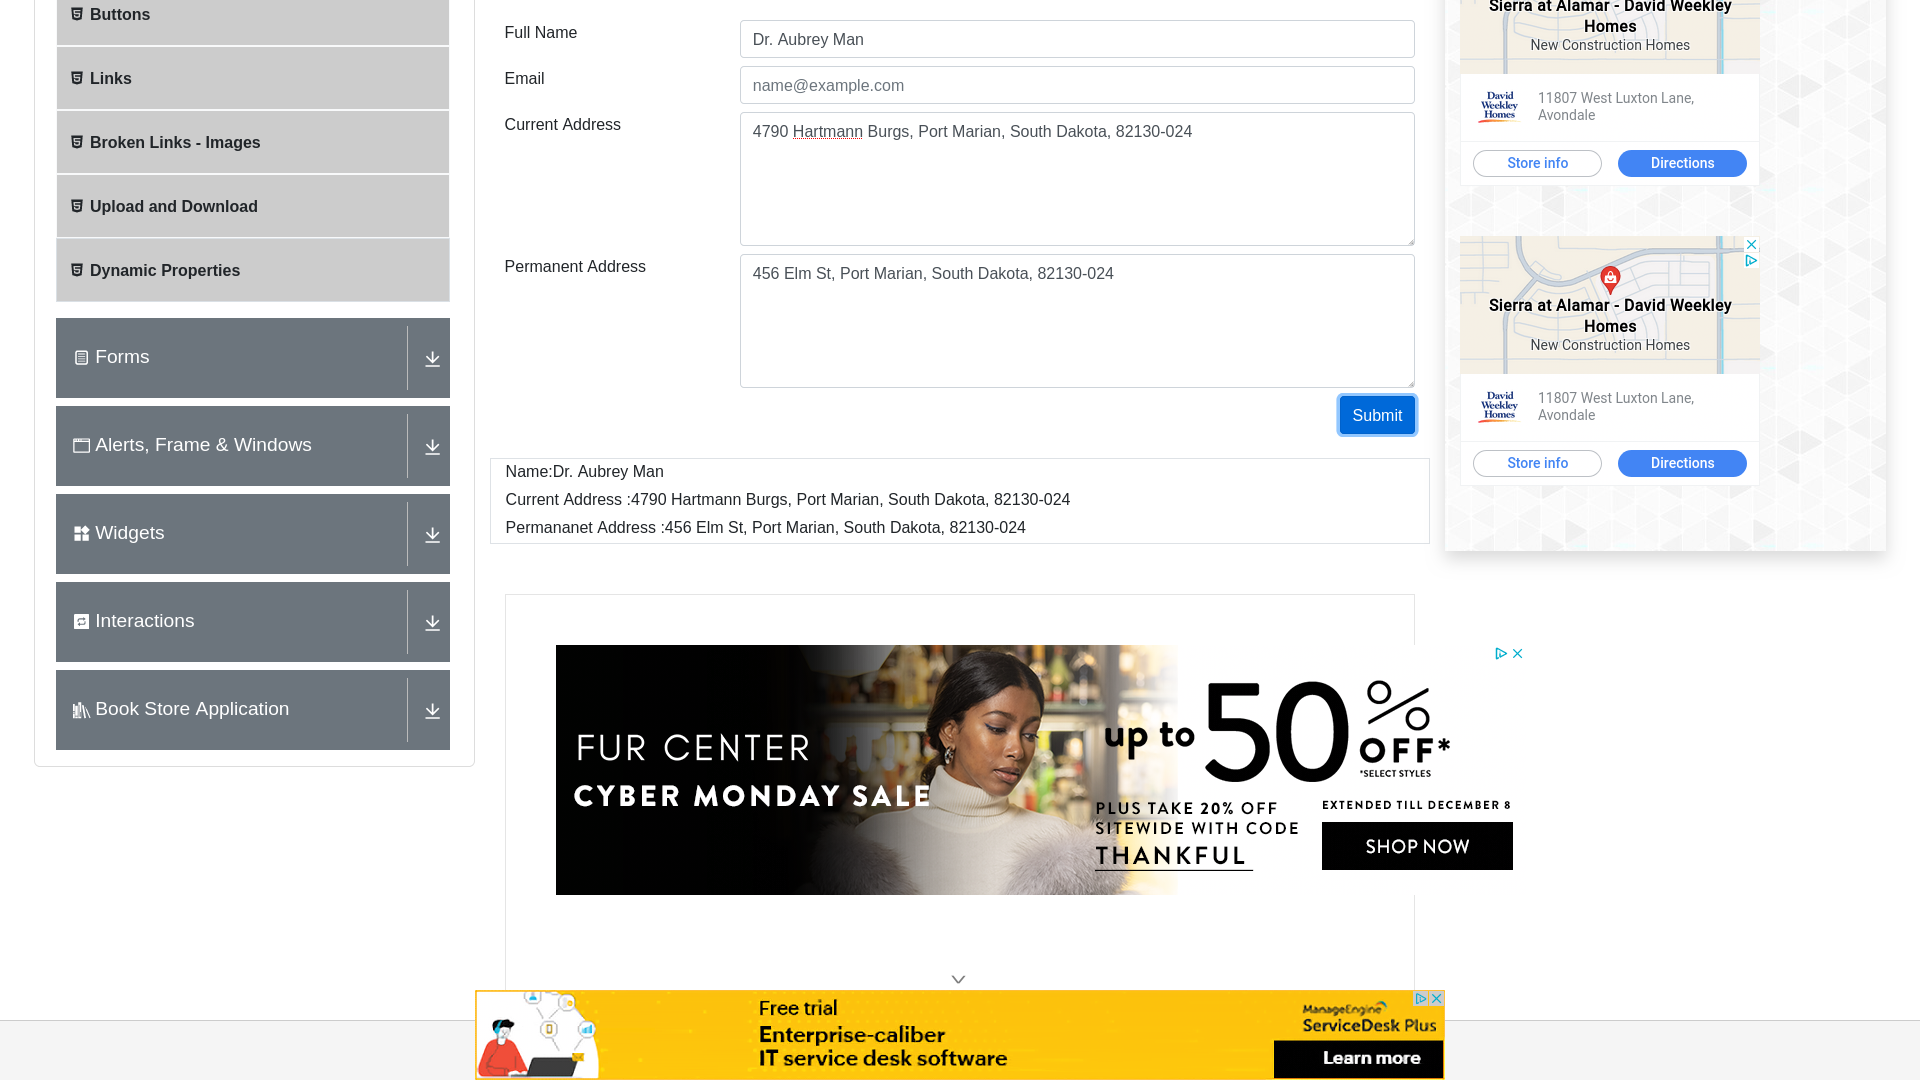 Buttons
Links
Broken Links - Images
Upload and Download
Dynamic Properties
Forms
Alerts, Frame & Windows
Widgets
Interactions
Book Store Application
Full Name
Dr. Aubrey Man
Email
name@example.com
Current Address
4790 Hartmann Burgs, Port Marian, South Dakota, 82130-024
Permanent Address
456 Elm St, Port Marian, South Dakota, 82130-024
Submit
Name:Dr. Aubrey Man
Current Address :4790 Hartmann Burgs, Port Marian, South Dakota, 82130-024
Permananet Address :456 Elm St, Port Marian, South Dakota, 82130-024
Sierra at Alamar - David Weekley
Homes
New Construction Homes
David
Weekley
Homes
11807 West Luxton Lane,
Avondale
Store info
Directions
Sierra at Alamar - David Weekley
Homes
New Construction Homes
David
Weekley
Homes
11807 West Luxton Lane,
Avondale
Store info
Directions
FUR CENTER
CYBER MONDAY SALE
up to 50% OFF*
*SELECT STYLES
PLUS TAKE 20% OFF
SITEWIDE WITH CODE
THANKFUL
EXTENDED TILL DECEMBER 8
SHOP NOW
Free trial
Enterprise-caliber
IT service desk software
ManageEngine
ServiceDesk Plus
Learn more